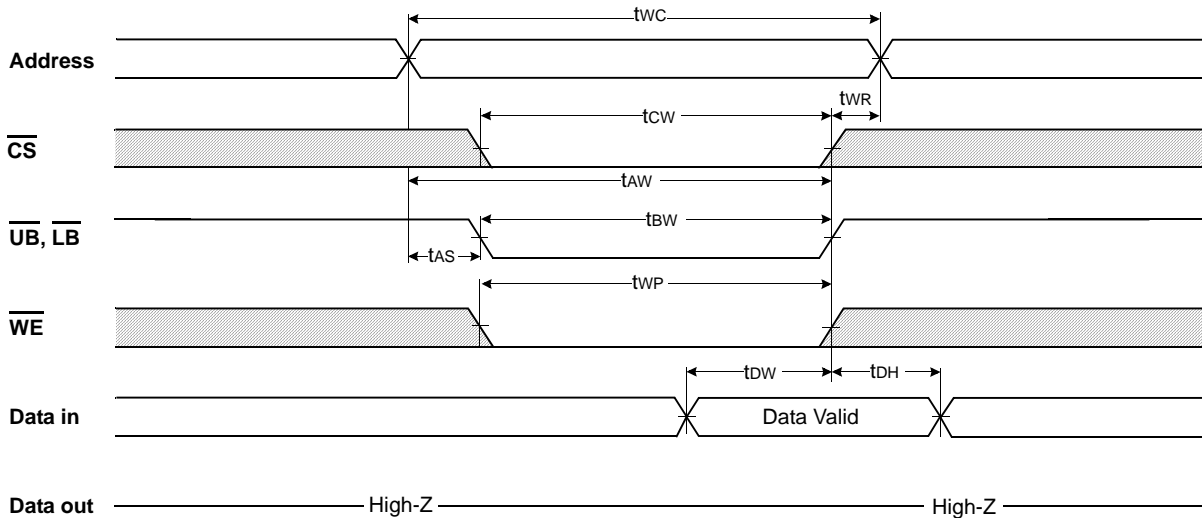 tWC
Address
tWR
tCW
CS
tAW
UB, LB
tBW
tAS
tWP
WE
tDW
tDH
Data in
Data Valid
Data out
High-Z
High-Z